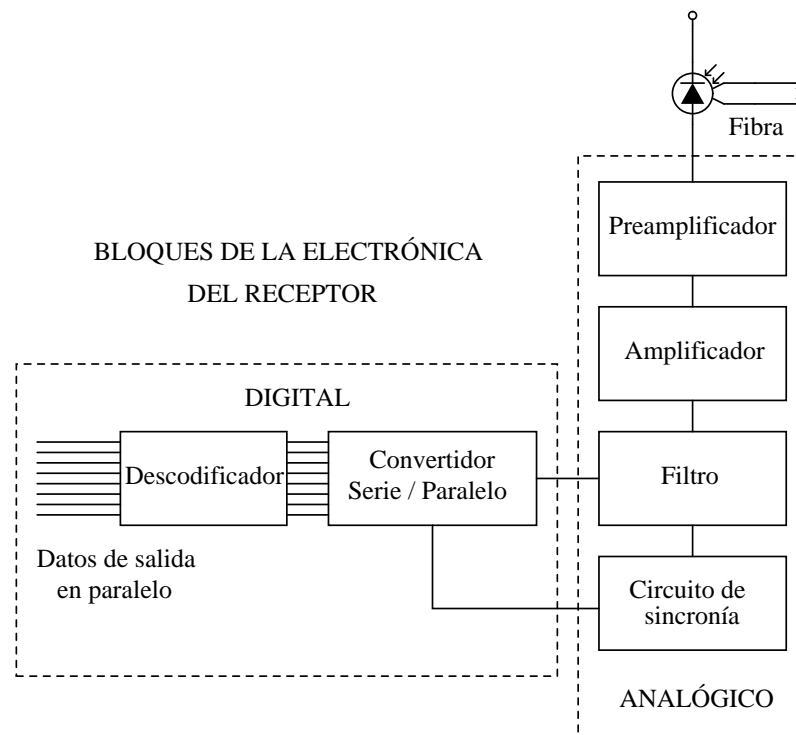 Fibra
Preamplificador
BLOQUES DE LA ELECTRÓNICA
DEL RECEPTOR
Amplificador
DIGITAL
Descodificador
Convertidor
Serie / Paralelo
Filtro
Datos de salida
en paralelo
Circuito de
sincronía
ANALÓGICO